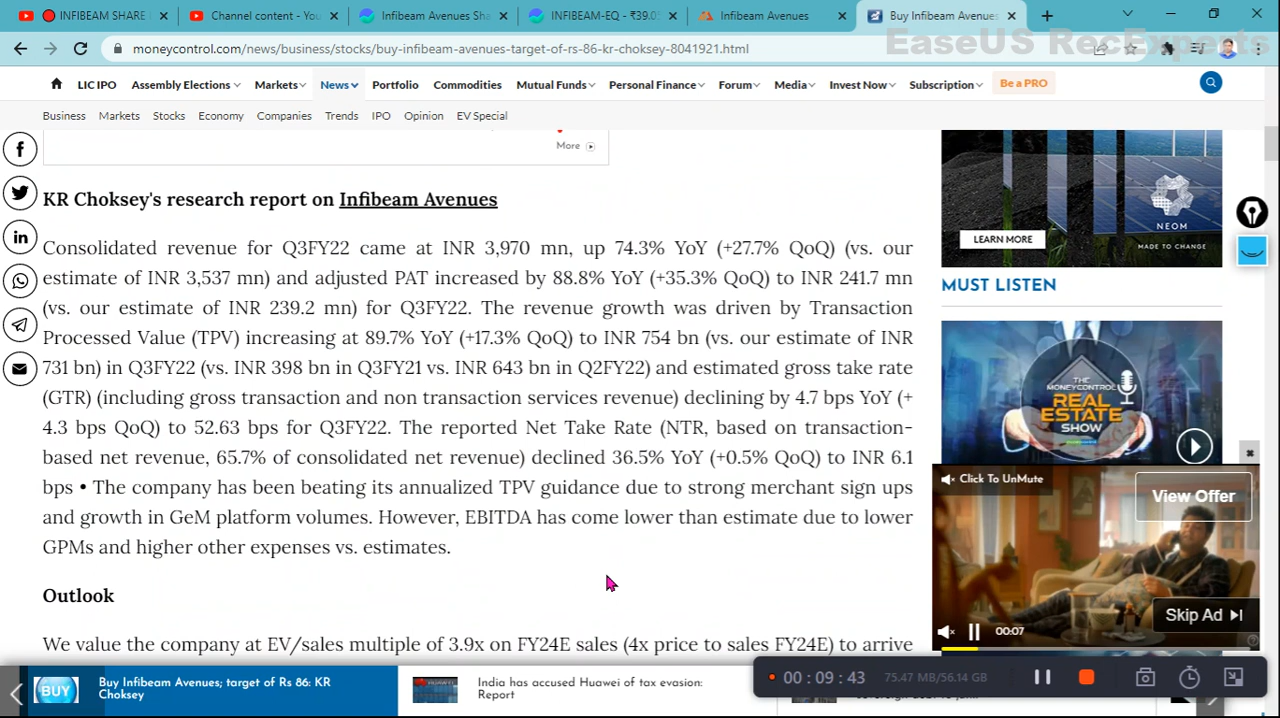 INFIBEAM SHARE
Channel content - You
Infibeam Avenues Sha
INFIBEAM-EQ - ₹39.0
Infibeam Avenues
Buy Infibeam Avenues
EaseUS RecExperts
moneycontrol.com/news/business/stocks/buy-infibeam-avenues-target-of-rs-86-kr-choksey-8041921.html
LIC IPO Assembly Elections Markets News Portfolio Commodities Mutual Funds Personal Finance Forum Media Invest Now Subscription Be a PRO
Business Markets Stocks Economy Companies Trends IPO Opinion EV Special
More
KR Choksey's research report on Infibeam Avenues
Consolidated revenue for Q3FY22 came at INR 3,970 mn, up 74.3% YoY (+27.7% QoQ) (vs. our
estimate of INR 3,537 mn) and adjusted PAT increased by 88.8% YoY (+35.3% QoQ) to INR 241.7 mn
(vs. our estimate of INR 239.2 mn) for Q3FY22. The revenue growth was driven by Transaction
Processed Value (TPV) increasing at 89.7% YoY (+17.3% QoQ) to INR 754 bn (vs. our estimate of INR
731 bn) in Q3FY22 (vs. INR 398 bn in Q3FY21 vs. INR 643 bn in Q2FY22) and estimated gross take rate
(GTR) (including gross transaction and non transaction services revenue) declining by 4.7 bps YoY (+
4.3 bps QoQ) to 52.63 bps for Q3FY22. The reported Net Take Rate (NTR, based on transaction-
based net revenue, 65.7% of consolidated net revenue) declined 36.5% YoY (+0.5% QoQ) to INR 6.1
bps • The company has been beating its annualized TPV guidance due to strong merchant sign ups
and growth in GeM platform volumes. However, EBITDA has come lower than estimate due to lower
GPMs and higher other expenses vs. estimates.
Outlook
We value the company at EV/sales multiple of 3.9x on FY24E sales (4x price to sales FY24E) to arrive
LEARN MORE
NEOM
MADE TO CHANGE
MUST LISTEN
THE
MONEYCONTROL
REAL
ESTATE
SHOW
Click To UnMute
View Offer
Skip Ad
00:07
BUY
Buy Infibeam Avenues; target of Rs 86: KR
Choksey
India has accused Huawei of tax evasion:
Report
00:09:43
75.47 MB/56.14 GB